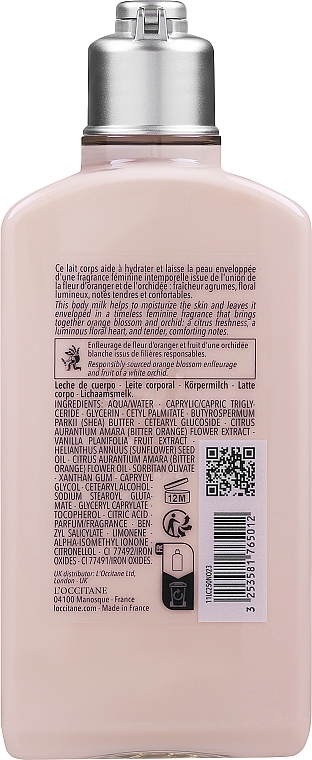 Ce lait corps aide à hydrater et laisse la peau enveloppée
d'une fragrance féminine intemporelle issue de l'union de
la fleur d'oranger et de l'orchidée : fraîcheur agrumes, floral
lumineux, notes tendres et confortables.
This body milk helps to moisturize the skin and leaves it
enveloped in a timeless feminine fragrance that
brings together orange blossom and orchid: a citrus freshness, a
luminous floral heart, and tender, comforting notes.
Enfleurage de fleur d'oranger et fruit d'une orchidée
blanche issus de filières responsables.
Responsibly-sourced orange blossom enfleurage
and fruit of a white orchid.
Leche de cuerpo - Leite corporal - Körpermilch - Latte
corpo - Lichaamsmelk.
INGREDIENTS: AQUA/WATER - CAPRYLIC/CAPRIC TRIGLY-
CERIDE - GLYCERIN - CETYL PALMITATE - BUTYROSPERMUM
PARKII (SHEA) BUTTER - CETEARYL GLUCOSIDE - CITRUS
AURANTIUM AMARA (BITTER ORANGE) FLOWER EXTRACT -
VANILLA PLANIFOLIA FRUIT EXTRACT -
HELIANTHUS ANNUUS (SUNFLOWER) SEED
OIL - CITRUS AURANTIUM AMARA (BITTER
ORANGE) FLOWER OIL - SORBITAN OLIVATE
- XANTHAN GUM - CAPRYLYL
GLYCOL - CETEARYL ALCOHOL -
SODIUM STEAROYL GLUTA-
MATE - GLYCERYL CAPRYLATE -
TOCOPHEROL - CITRIC ACID -
PARFUM/FRAGRANCE - BEN-
ZYL SALICYLATE - LIMONENE -
ALPHA-ISOMETHYL IONONE -
CITRONELLOL - CI 77492/IRON
OXIDES - CI 77491/IRON OXIDES.
12M
UK distributor: L'Occitane Ltd,
London - UK
L'OCCITANE
04100 Manosque - France
loccitane.com - Made in France
11LC250NO23
3 253581 765012